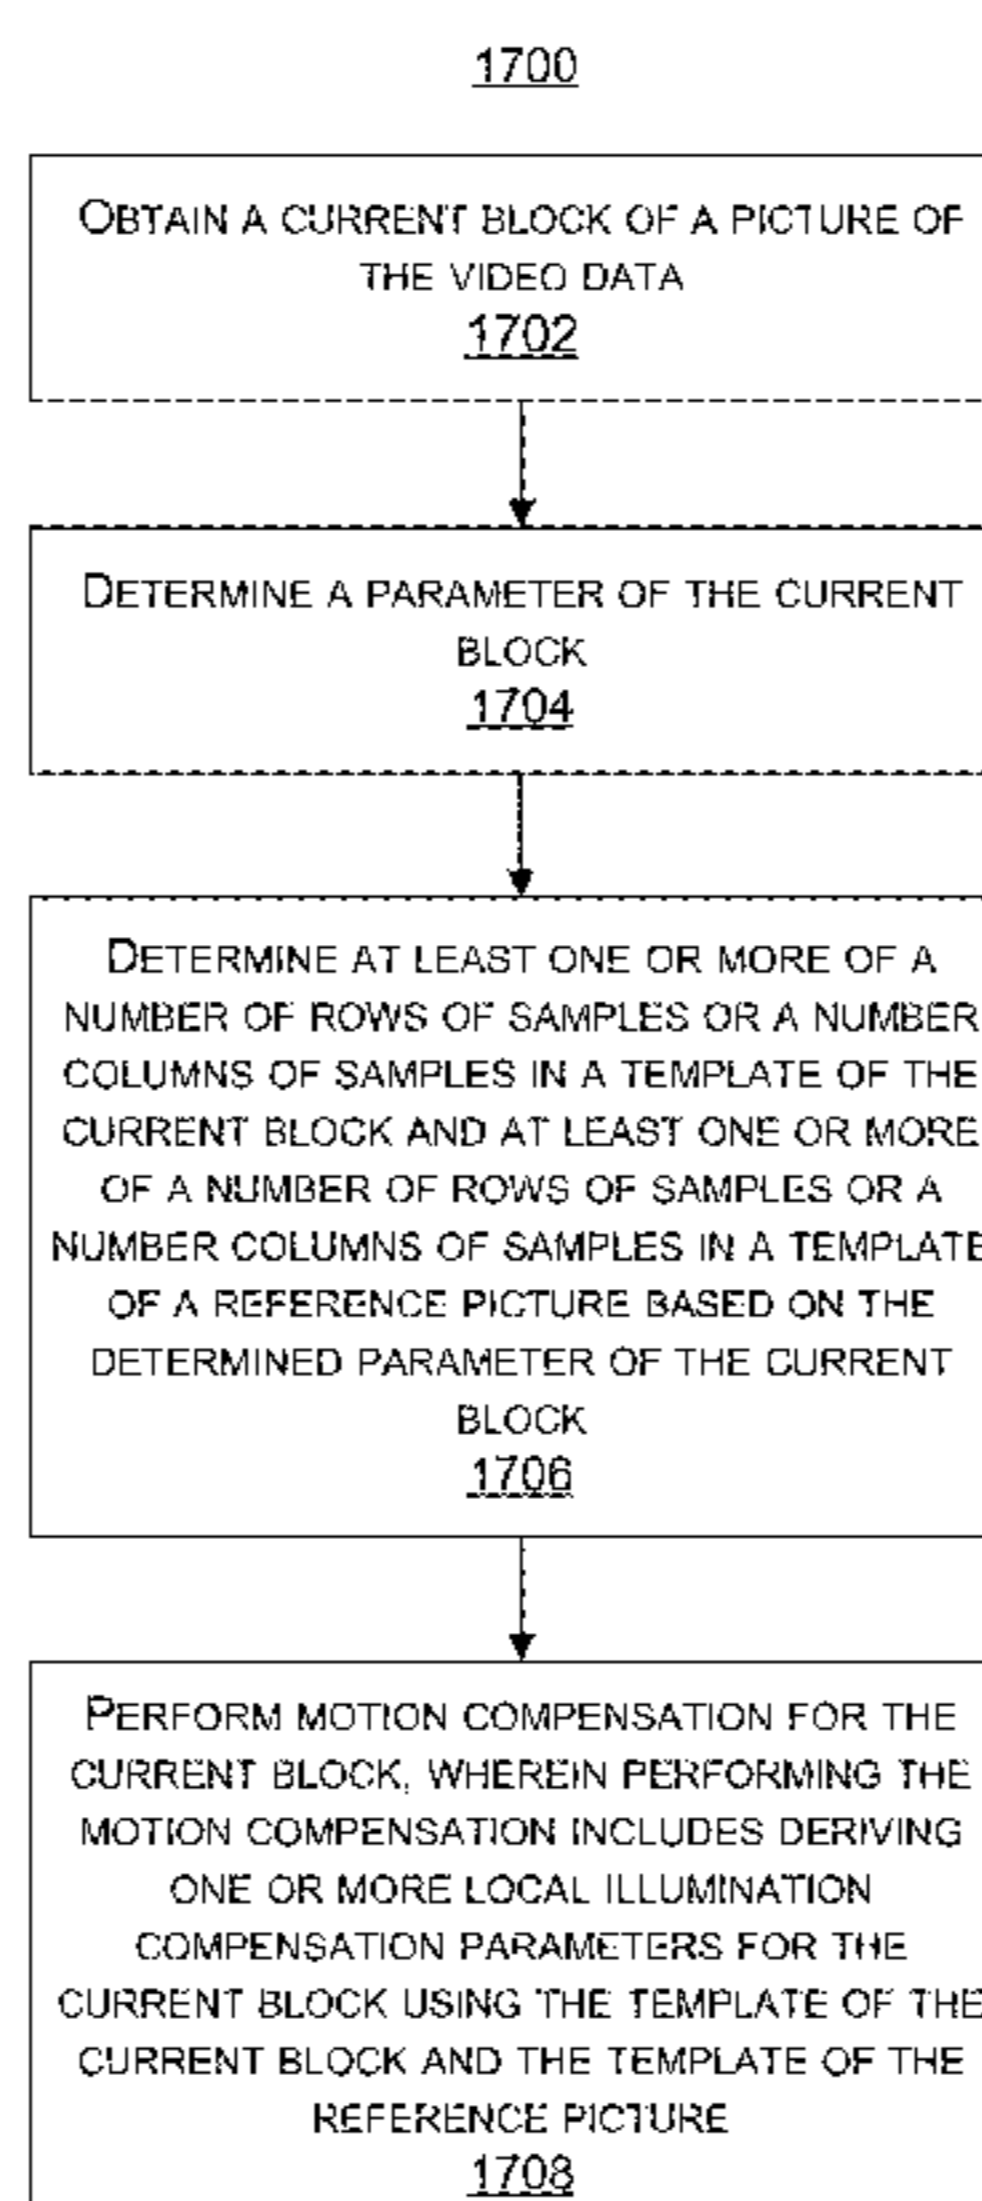 1700
OBTAIN A CURRENT BLOCK OF A PICTURE OF
THE VIDEO DATA
1702
DETERMINE A PARAMETER OF THE CURRENT
BLOCK
1704
DETERMINE AT LEAST ONE OR MORE OF A
NUMBER OF ROWS OF SAMPLES OR A NUMBER
COLUMNS OF SAMPLES IN A TEMPLATE OF THE
CURRENT BLOCK AND AT LEAST ONE OR MORE
OF A NUMBER OF ROWS OF SAMPLES OR A
NUMBER COLUMNS OF SAMPLES IN A TEMPLATE
OF A REFERENCE PICTURE BASED ON THE
DETERMINED PARAMETER OF THE CURRENT
BLOCK
1706
PERFORM MOTION COMPENSATION FOR THE
CURRENT BLOCK, WHEREIN PERFORMING THE
MOTION COMPENSATION INCLUDES DERIVING
ONE OR MORE LOCAL ILLUMINATION
COMPENSATION PARAMETERS FOR THE
CURRENT BLOCK USING THE TEMPLATE OF THE
CURRENT BLOCK AND THE TEMPLATE OF THE
REFERENCE PICTURE
1708